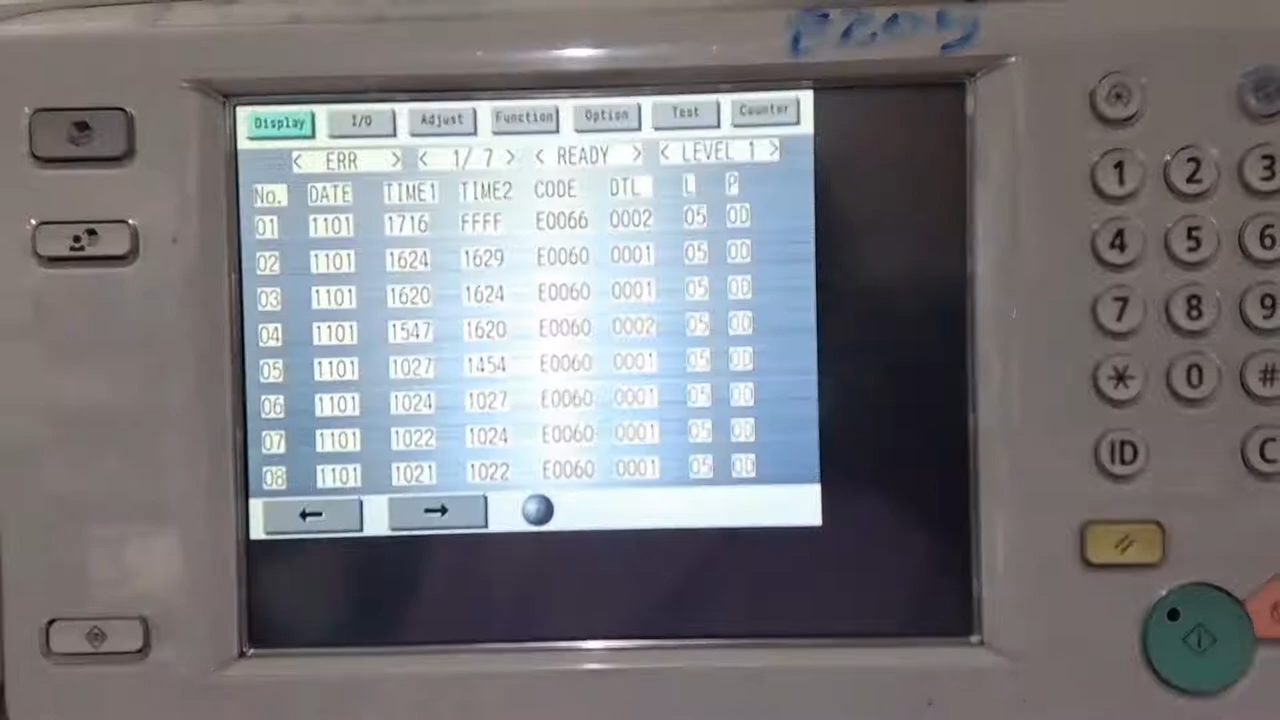 Display I/O Adjust Function Option Test Counter
< ERR > < 1/ 7 > < READY > < LEVEL 1 >
No. DATE TIME1 TIME2 CODE DTL L P
01 1101 1716 FFFF E0066 0002 05 0D
02 1101 1624 1629 E0060 0001 05 0D
03 1101 1620 1624 E0060 0001 05 0D
04 1101 1547 1620 E0060 0002 05 0D
05 1101 1027 1454 E0060 0001 05 0D
06 1101 1024 1027 E0060 0001 05 0D
07 1101 1022 1024 E0060 0001 05 0D
08 1101 1021 1022 E0060 0001 05 0D
← →
1 2 3
4 5 6
7 8 9
* 0 #
ID C